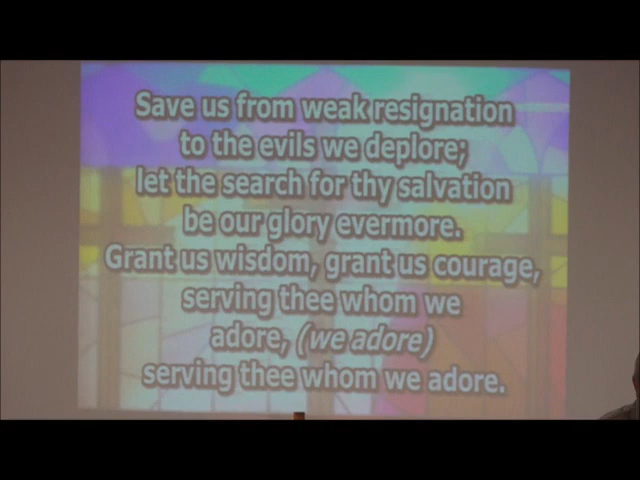 Save us from weak resignation
to the evils we deplore;
let the search for thy salvation
be our glory evermore.
Grant us wisdom, grant us courage,
serving thee whom we
adore, (we adore)
serving thee whom we adore.